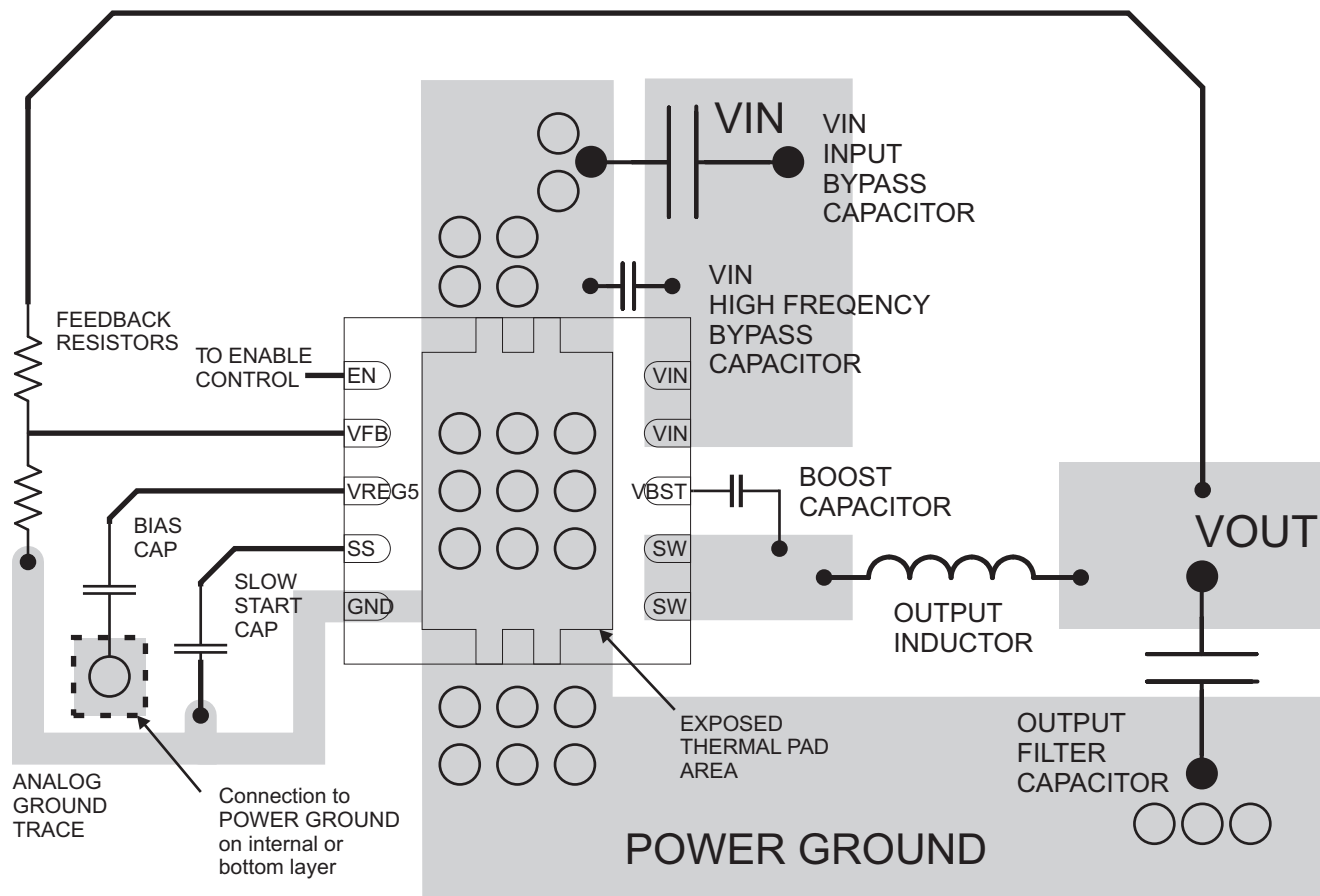 VIN
VIN
INPUT
BYPASS
CAPACITOR
VIN
HIGH FREQENCY
BYPASS
CAPACITOR
FEEDBACK
RESISTORS
TO ENABLE
CONTROL
EN
VIN
VFB
VIN
VREG5
VBST
BOOST
CAPACITOR
BIAS
CAP
SS
SW
VOUT
SLOW
START
CAP
GND
SW
OUTPUT
INDUCTOR
EXPOSED
THERMAL PAD
AREA
OUTPUT
FILTER
CAPACITOR
ANALOG
GROUND
TRACE
Connection to
POWER GROUND
on internal or
bottom layer
POWER GROUND